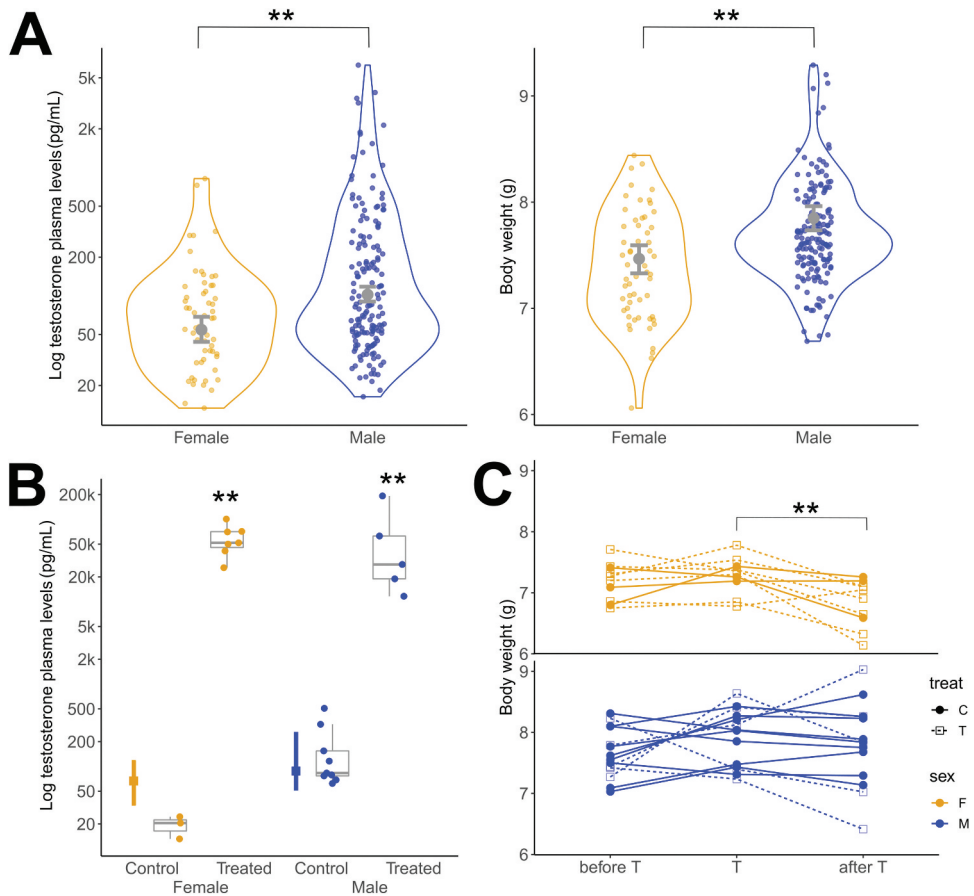 A
**
Log testosterone plasma levels (pg/mL)
5k
2k
500
200
50
20
Female
Male
**
Body weight (g)
9
8
7
6
Female
Male
B
Log testosterone plasma levels (pg/mL)
200k
50k
20k
5k
2k
500
200
50
20
**
**
Control
Treated
Control
Treated
Female
Male
C
Body weight (g)
9
8
7
6
**
9
8
7
6
before T
T
after T
treat
C
T
sex
F
M